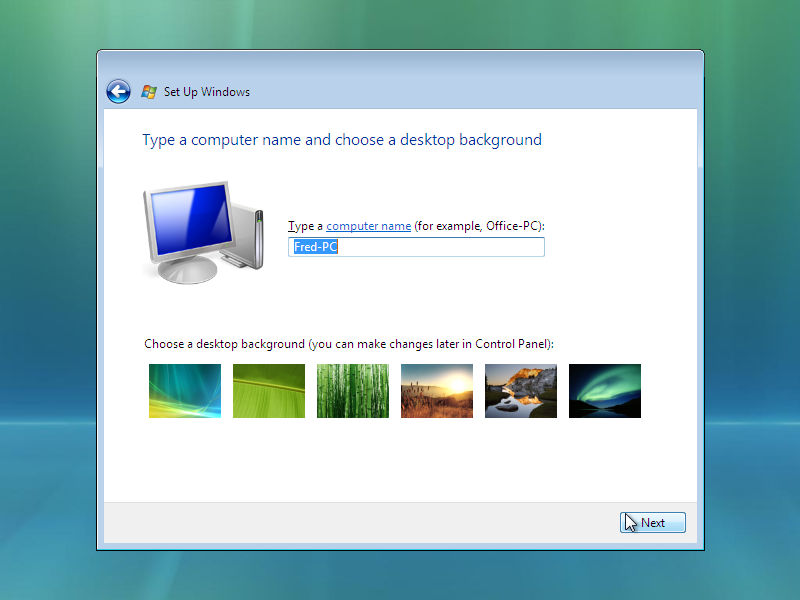 Set Up Windows
Type a computer name and choose a desktop background
Type a computer name (for example, Office-PC):
Fred-PC
Choose a desktop background (you can make changes later in Control Panel):
Next